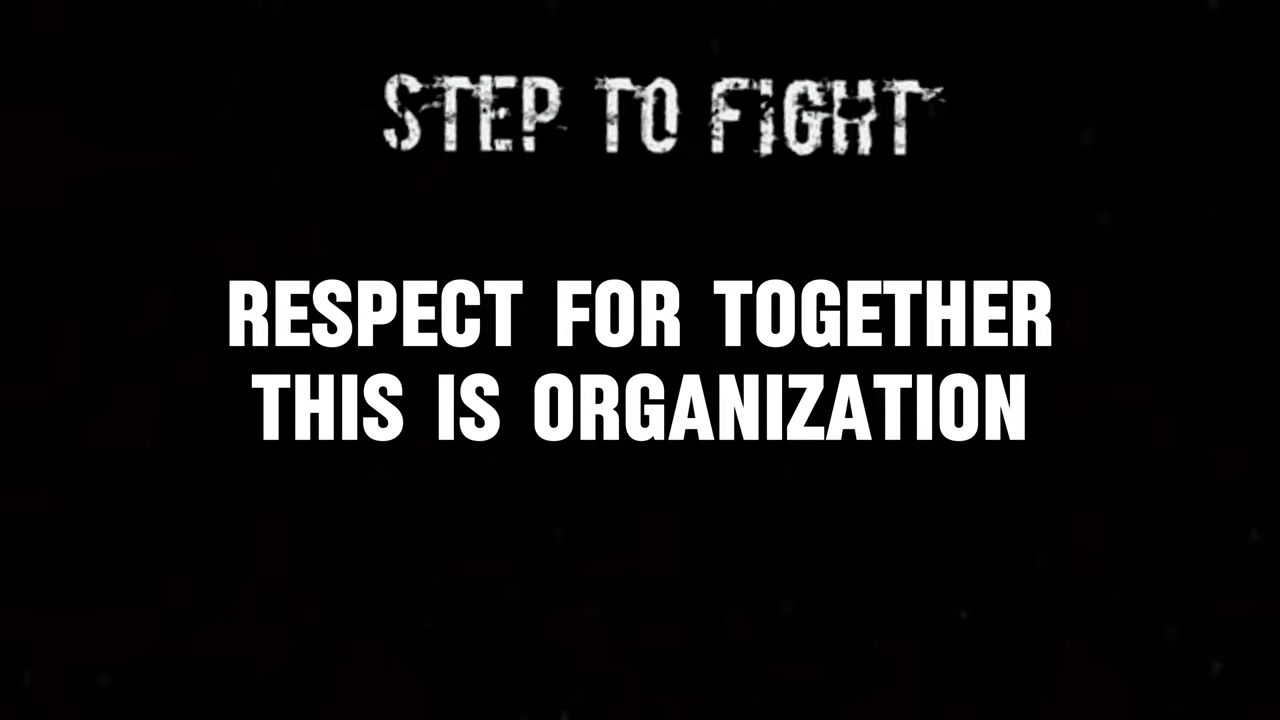 STEP TO FIGHT
RESPECT FOR TOGETHER
THIS IS ORGANIZATION